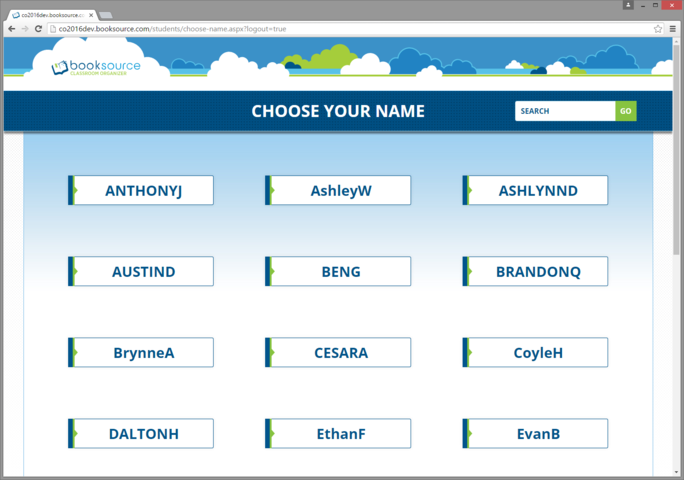 co2016dev.booksource.co
co2016dev.booksource.com/students/choose-name.aspx?logout=true
booksource
CLASSROOM ORGANIZER
CHOOSE YOUR NAME
SEARCH GO
ANTHONYJ AshleyW ASHLYNND
AUSTIND BENG BRANDONQ
BrynneA CESARA CoyleH
DALTONH EthanF EvanB